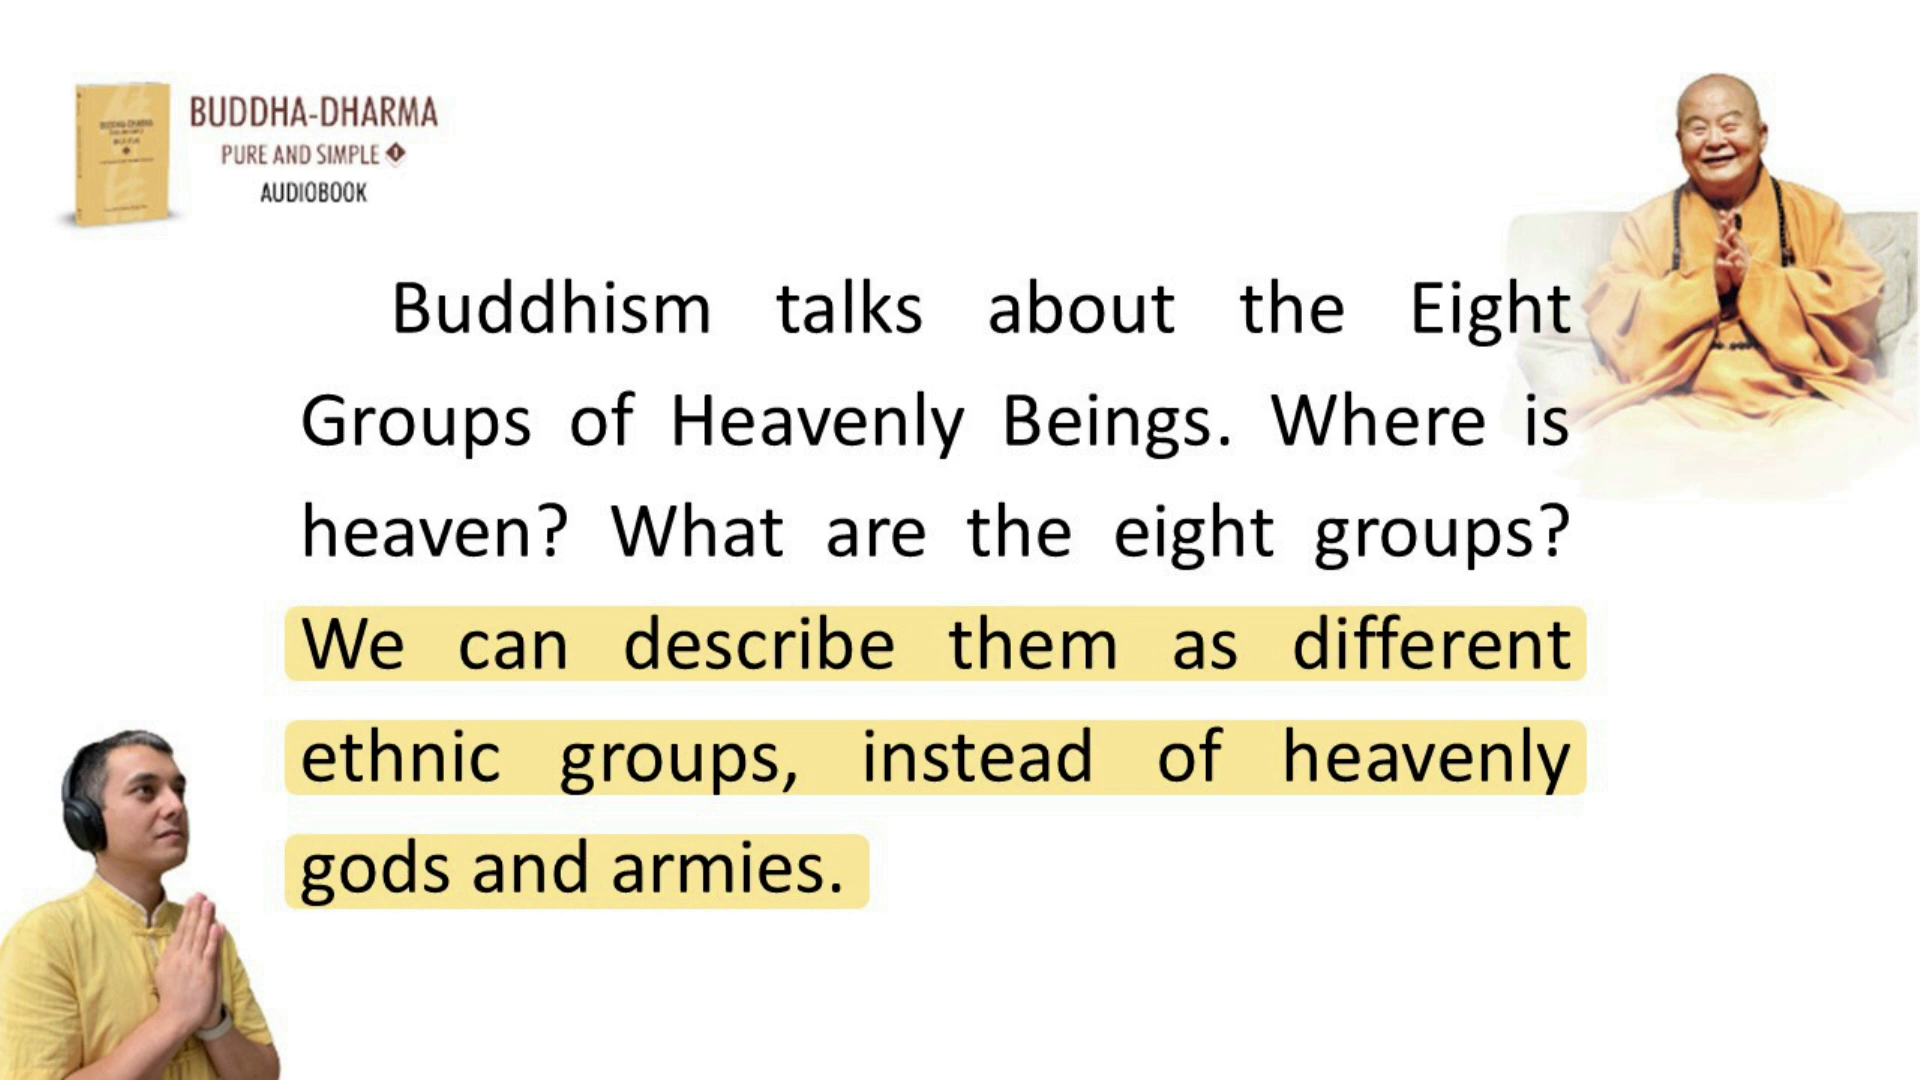 BUDDHA-DHARMA
PURE AND SIMPLE 1
AUDIOBOOK
Buddhism talks about the Eight
Groups of Heavenly Beings. Where is
heaven? What are the eight groups?
We can describe them as different
ethnic groups, instead of heavenly
gods and armies.